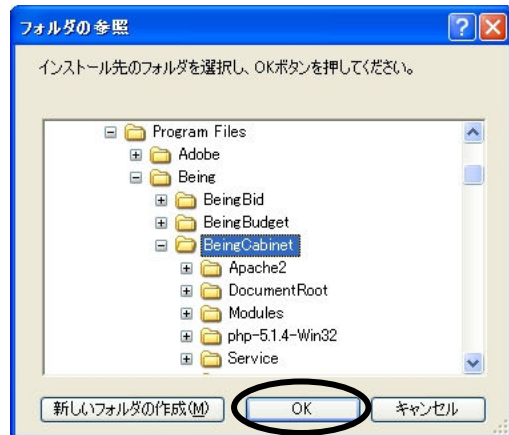 フォルダの参照
インストール先のフォルダを選択し、OKボタンを押してください。
Program Files
Adobe
Being
BeingBid
BeingBudget
BeingCabinet
Apache2
DocumentRoot
Modules
php-5.1.4-Win32
Service
新しいフォルダの作成(M) OK キャンセル